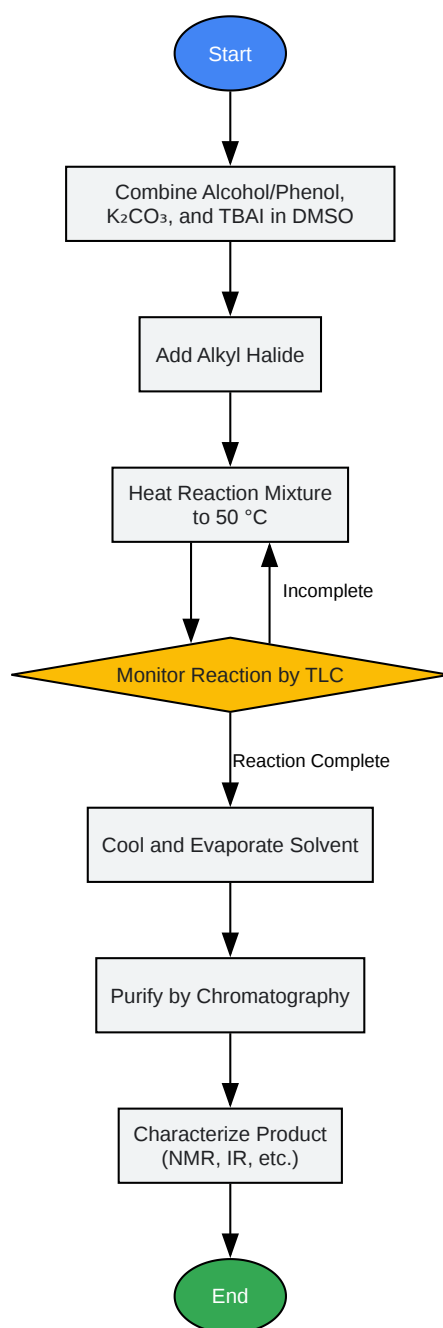 Start
Combine Alcohol/Phenol,
K₂CO₃, and TBAI in DMSO
Add Alkyl Halide
Heat Reaction Mixture
to 50 °C
Incomplete
Monitor Reaction by TLC
Reaction Complete
Cool and Evaporate Solvent
Purify by Chromatography
Characterize Product
(NMR, IR, etc.)
End